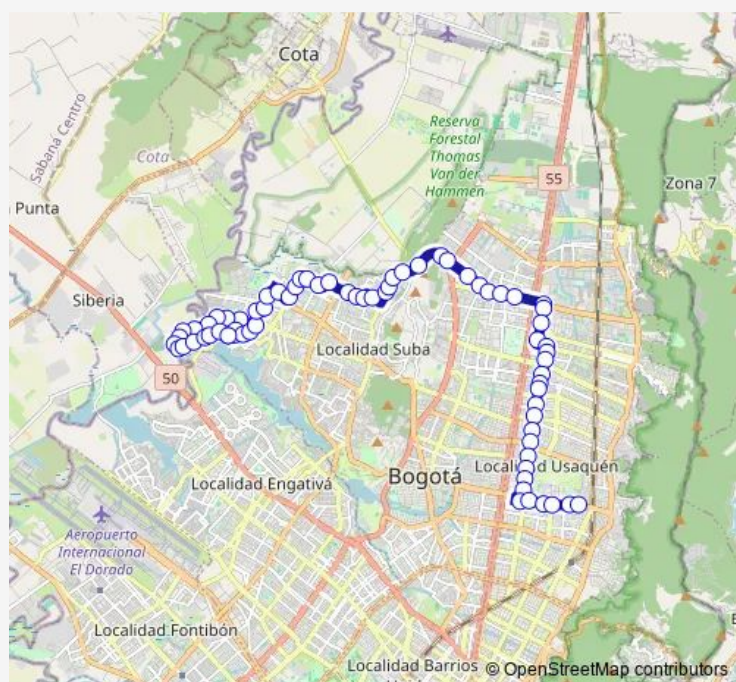 Cota
Sabaná Centro
Cota
Reserva
Forestal
Thomas
Van der
Hammen
55
Zona 7
Punta
Siberia
50
Localidad Suba
Localidad Usaquén
Bogotá
Localidad Engativá
Aeropuerto
Internacional
El Dorado
Localidad Fontibón
Localidad Barrios
© OpenStreetMap contributors